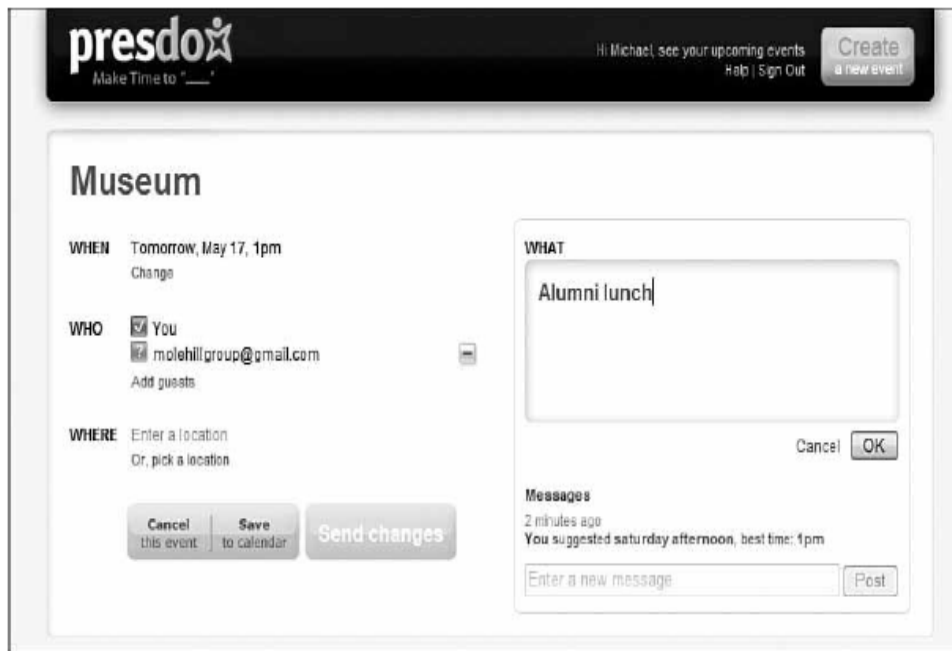 presdo
Make Time to "___"
Hi Michael, see your upcoming events
Help | Sign Out
Create
a new event
Museum
WHEN Tomorrow, May 17, 1pm
Change
WHO You
? molehillgroup@gmail.com
Add guests
WHERE Enter a location
Or, pick a location
Cancel
this event
Save
to calendar
Send changes
WHAT
Alumni lunch
Cancel OK
Messages
2 minutes ago
You suggested saturday afternoon, best time: 1pm
Enter a new message
Post